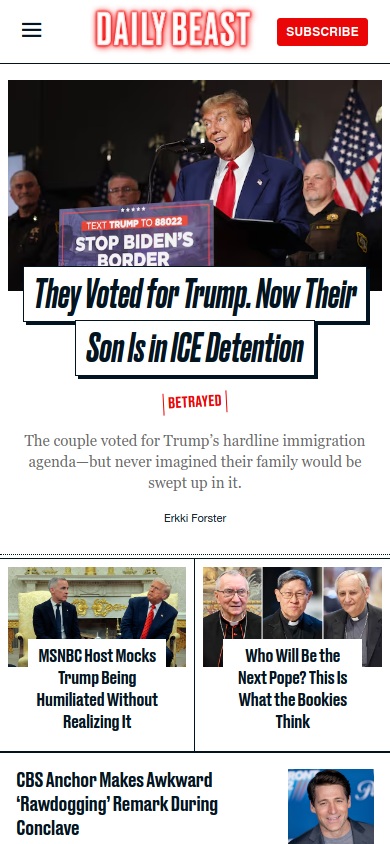 DAILY BEAST
SUBSCRIBE
TEXT TRUMP TO 88022
STOP BIDEN'S
BORDER
They Voted for Trump. Now Their
Son Is in ICE Detention
BETRAYED
The couple voted for Trump’s hardline immigration
agenda—but never imagined their family would be
swept up in it.
Erkki Forster
MSNBC Host Mocks
Trump Being
Humiliated Without
Realizing It
Who Will Be the
Next Pope? This Is
What the Bookies
Think
CBS Anchor Makes Awkward
‘Rawdogging’ Remark During
Conclave